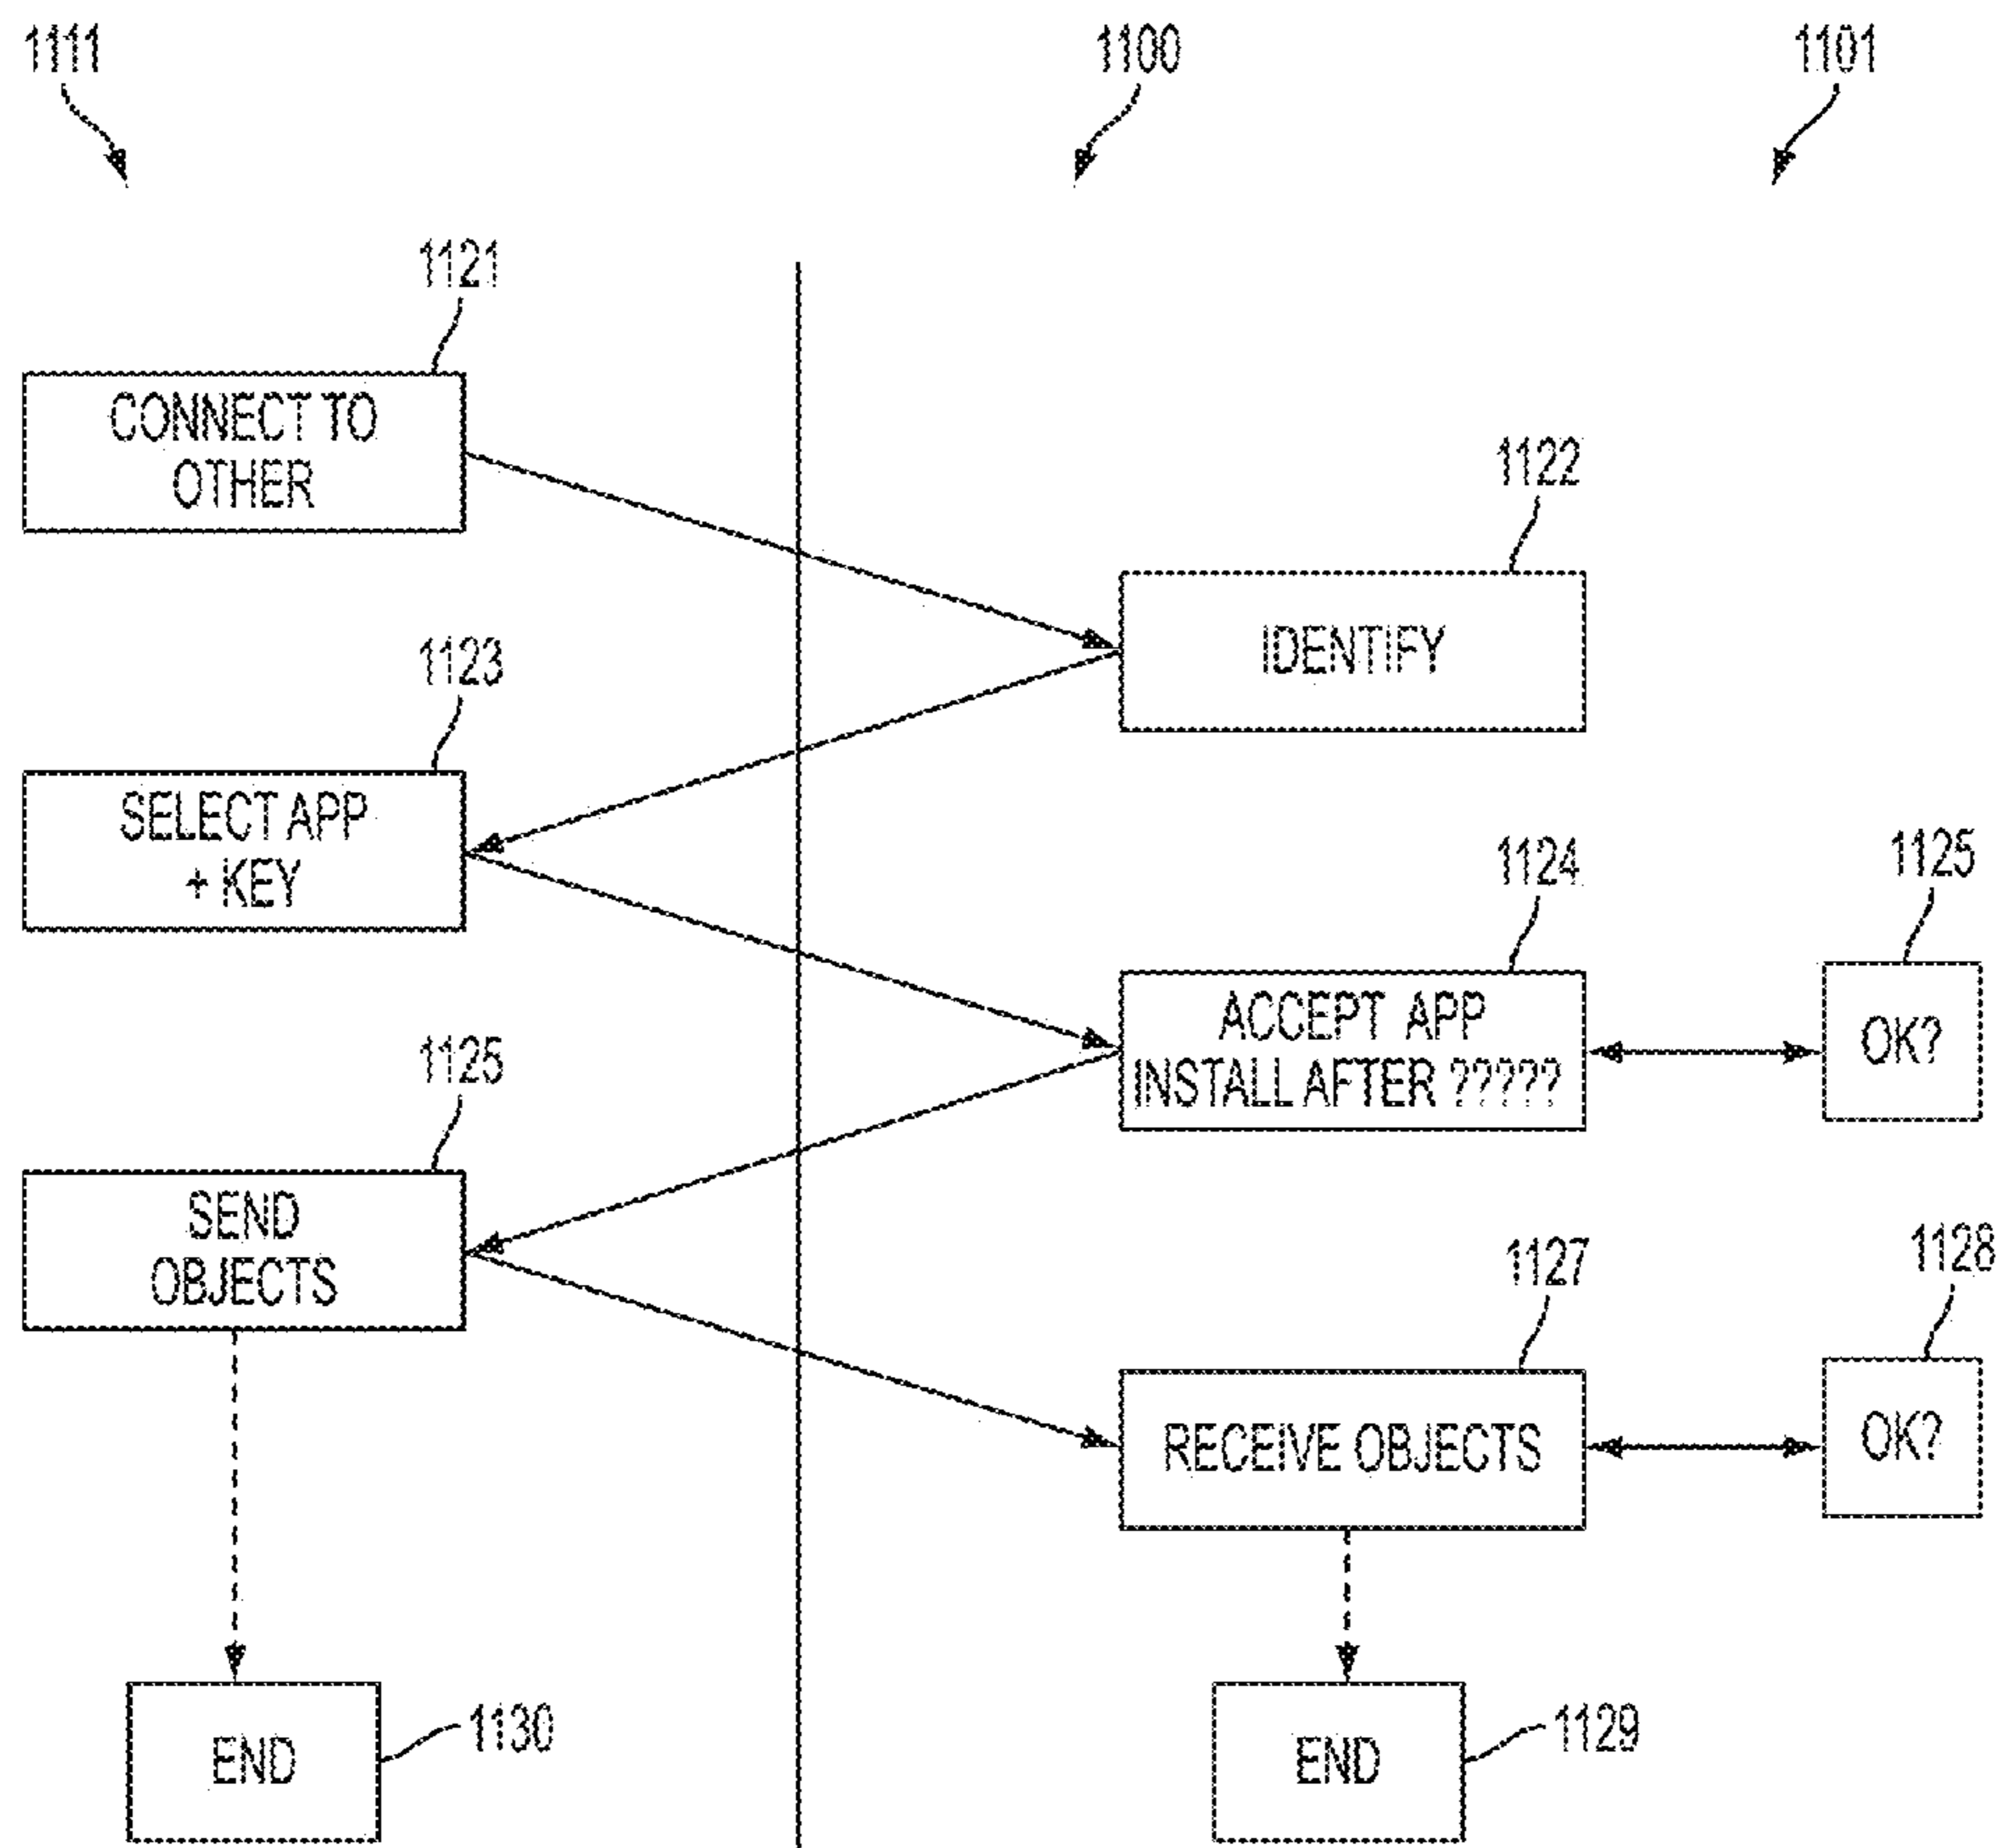 1111
1100
1101
1121
CONNECT TO
OTHER
1122
IDENTIFY
1123
SELECT APP
+ KEY
1124
ACCEPT APP
INSTALL AFTER ?????
1125
OK?
1125
SEND
OBJECTS
1127
RECEIVE OBJECTS
1128
OK?
END
1130
END
1129